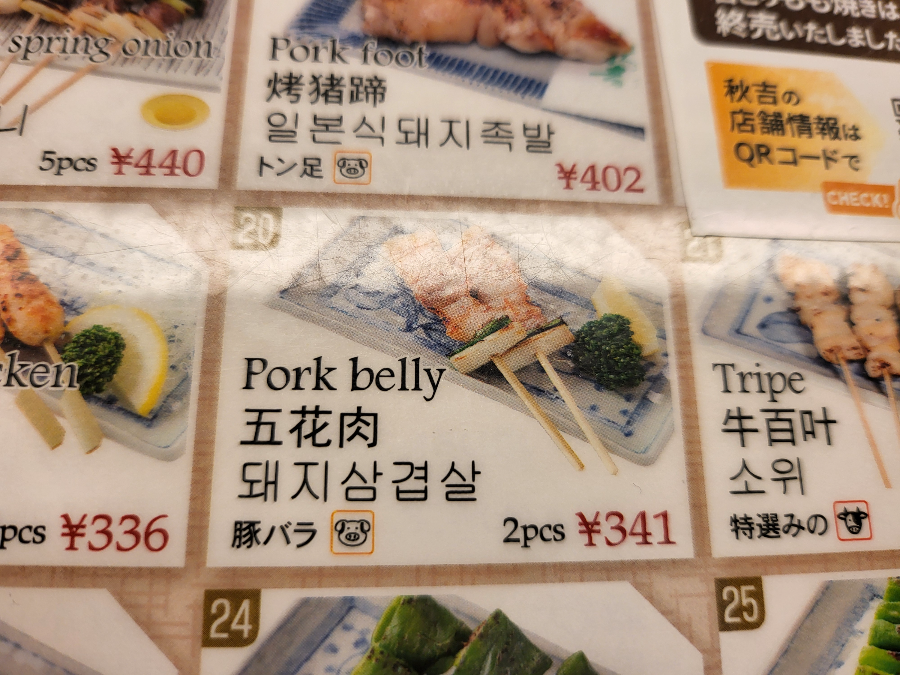 spring onion
5pcs ¥440
Pork foot
烤猪蹄
일본식돼지족발
トン足
¥402
終売いたしました
秋吉の
店舗情報は
QRコードで
CHECK!
cken
pcs ¥336
20
Pork belly
五花肉
돼지삼겹살
豚バラ
2pcs ¥341
Tripe
牛百叶
소위
特選みの
24
25